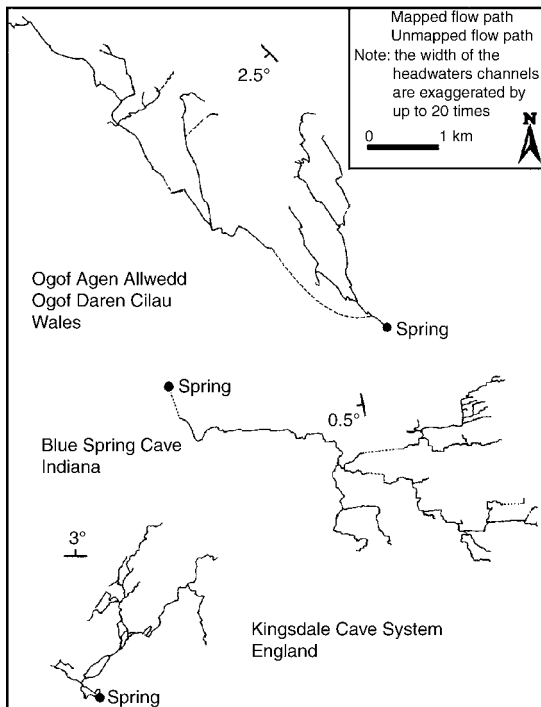 Mapped flow path
Unmapped flow path
Note: the width of the
headwaters channels
are exaggerated by
up to 20 times
0 1 km
N
2.5°
Ogof Agen Allwedd
Ogof Daren Cilau
Wales
Spring
Spring
0.5°
Blue Spring Cave
Indiana
3°
Kingsdale Cave System
England
Spring